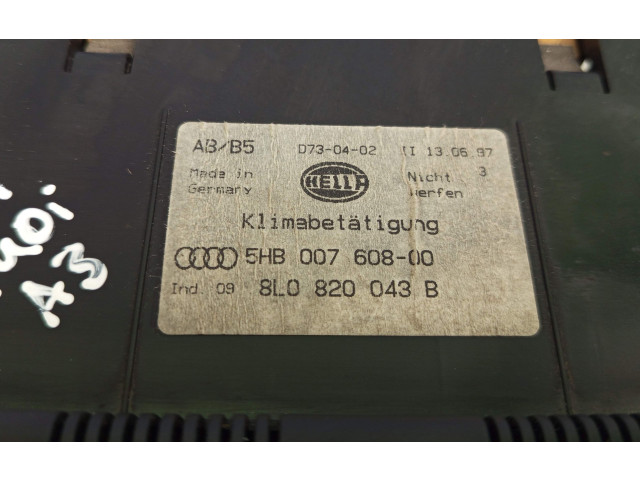 AB/B5 D73-04-02 II 13.06.97
Made in HELLA Nicht 3
Germany werfen
Klimabetätigung
5HB 007 608-00
Ind. 09 8L0 820 043 B
Audi
A3